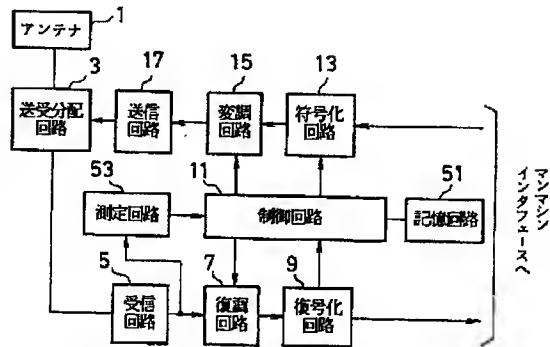 アンテナ
1
3
送受分配
回路
17
送信
回路
15
変調
回路
13
符号化
回路
53
測定回路
11
制御回路
51
記憶回路
5
受信
回路
7
復調
回路
9
復号化
回路
マンマシン
インタフェースへ